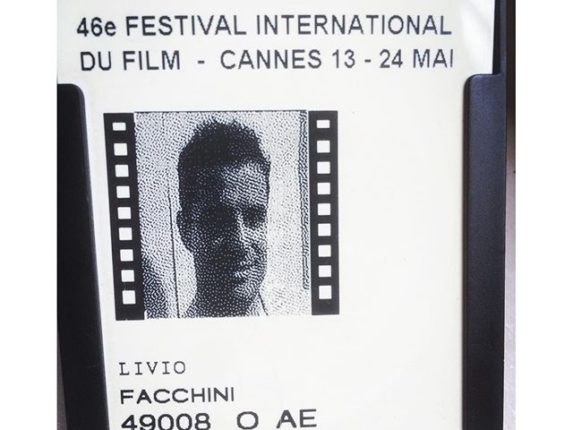 46e FESTIVAL INTERNATIONAL
DU FILM - CANNES 13 - 24 MAI
LIVIO
FACCHINI
49008 O AE